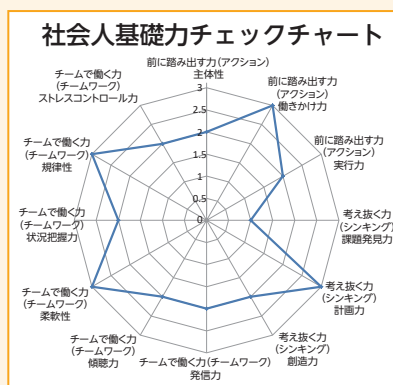 社会人基礎力チェックチャート
前に踏み出す力(アクション)
主体性
前に踏み出す力
(アクション)
働きかけ力
前に踏み出す力
(アクション)
実行力
考え抜く力
(シンキング)
課題発見力
考え抜く力
(シンキング)
計画力
考え抜く力
(シンキング)
創造力
チームで働く力(チームワーク)
発信力
チームで働く力
(チームワーク)
傾聴力
チームで働く力
(チームワーク)
柔軟性
チームで働く力
(チームワーク)
状況把握力
チームで働く力
(チームワーク)
規律性
チームで働く力
(チームワーク)
ストレスコントロール力
3
2.5
2
1.5
1
0.5
0